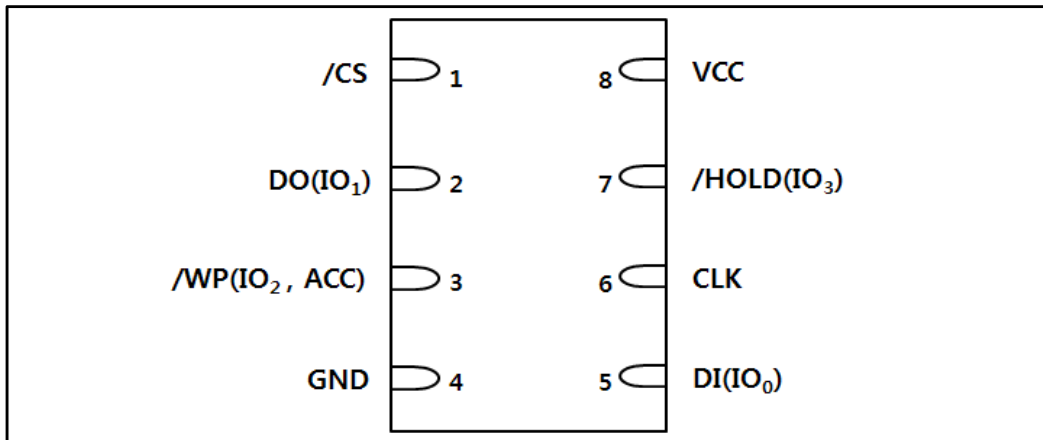 /CS 1 8 VCC
DO(IO₁) 2 7 /HOLD(IO₃)
/WP(IO₂ , ACC) 3 6 CLK
GND 4 5 DI(IO₀)